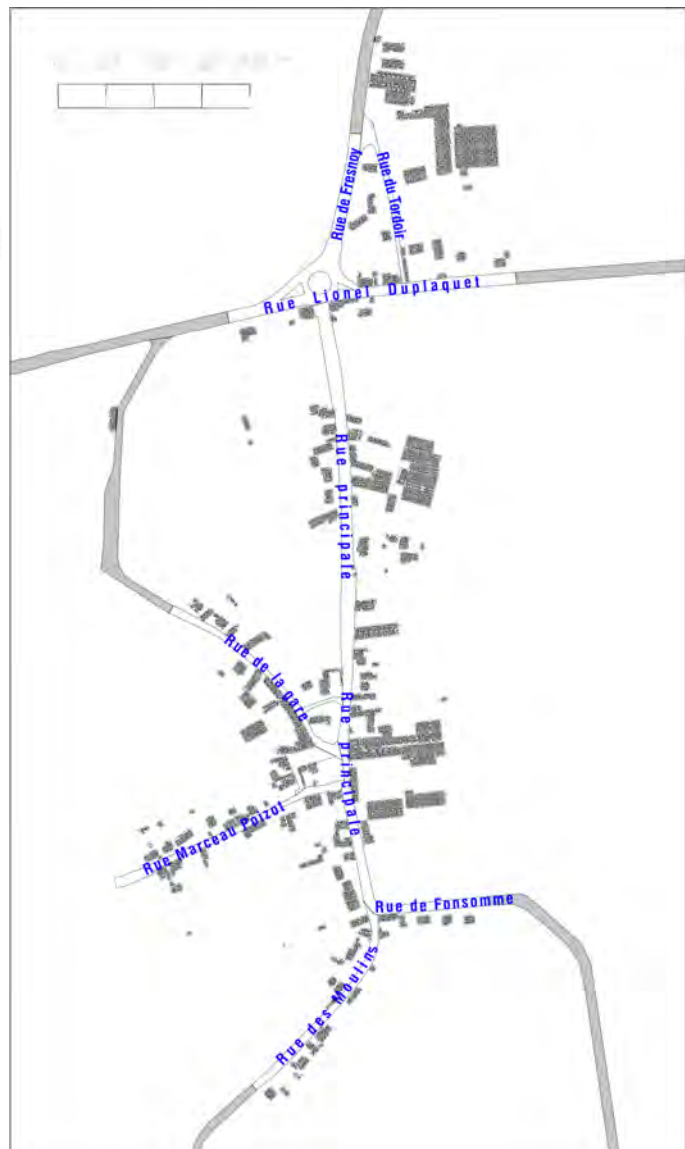 Rue de Fresnoy
Rue du Tordoir
Rue Lionel Duplaquet
Rue principale
Rue de la gare
Rue principale
Rue Marceau Poizot
Rue de Fonsomme
Rue des Moulins